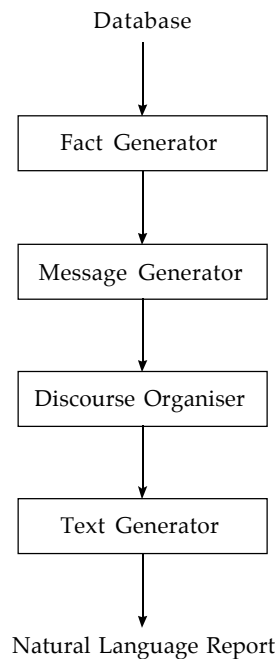 Database
Fact Generator
Message Generator
Discourse Organiser
Text Generator
Natural Language Report